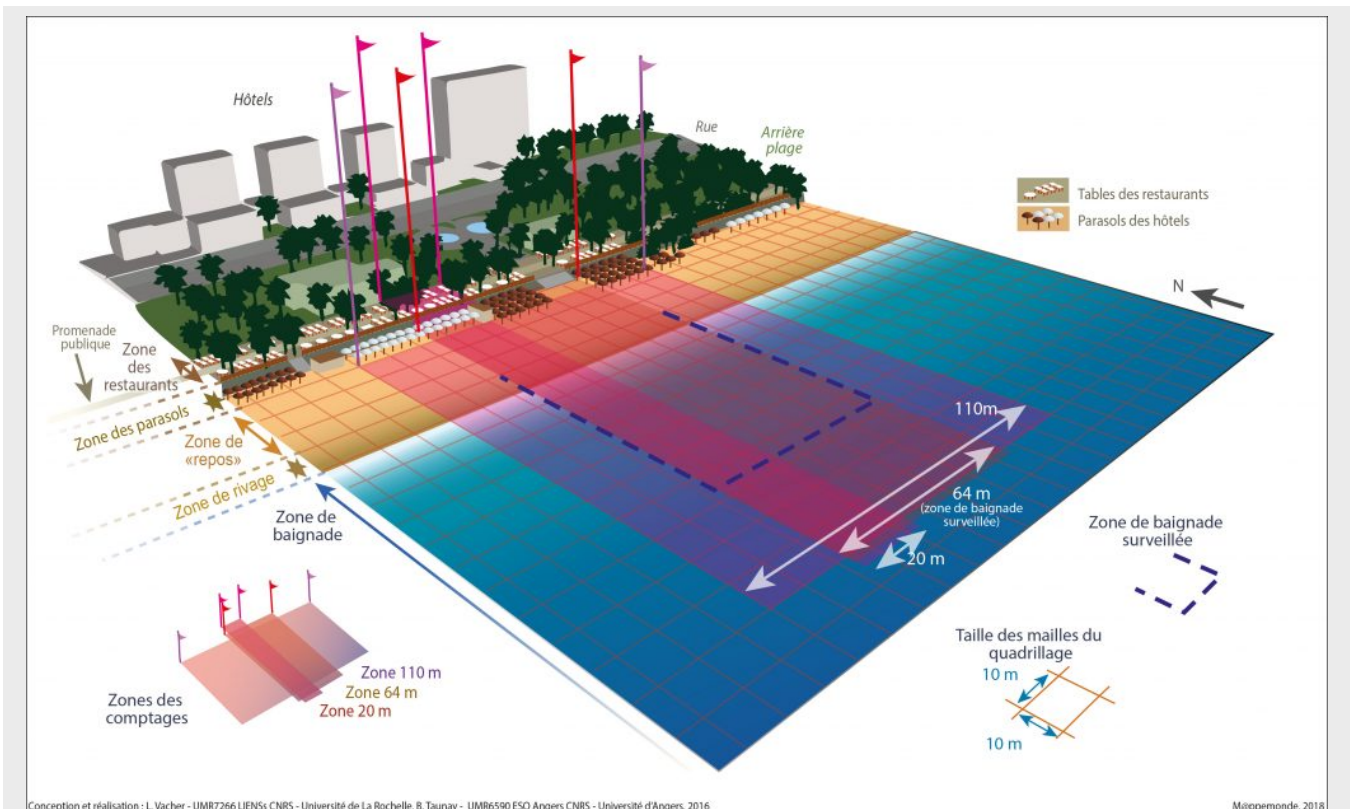 Hôtels
Rue
Arrière
plage
Tables des restaurants
Parasols des hôtels
N
Promenade
publique
Zone
des
restaurants
Zone des parasols
Zone de
«repos»
Zone de rivage
Zone de
baignade
110m
64 m
(zone de baignade
surveillée)
20 m
Zone de baignade
surveillée
Taille des mailles du
quadrillage
10 m
10 m
Zones des
comptages
Zone 110 m
Zone 64 m
Zone 20 m
Conception et réalisation : L. Vacher - UMR7266 LIENSs CNRS - Université de La Rochelle, B. Taunay - UMR6590 ESO Angers CNRS - Université d'Angers, 2016
M@ppemonde, 2018